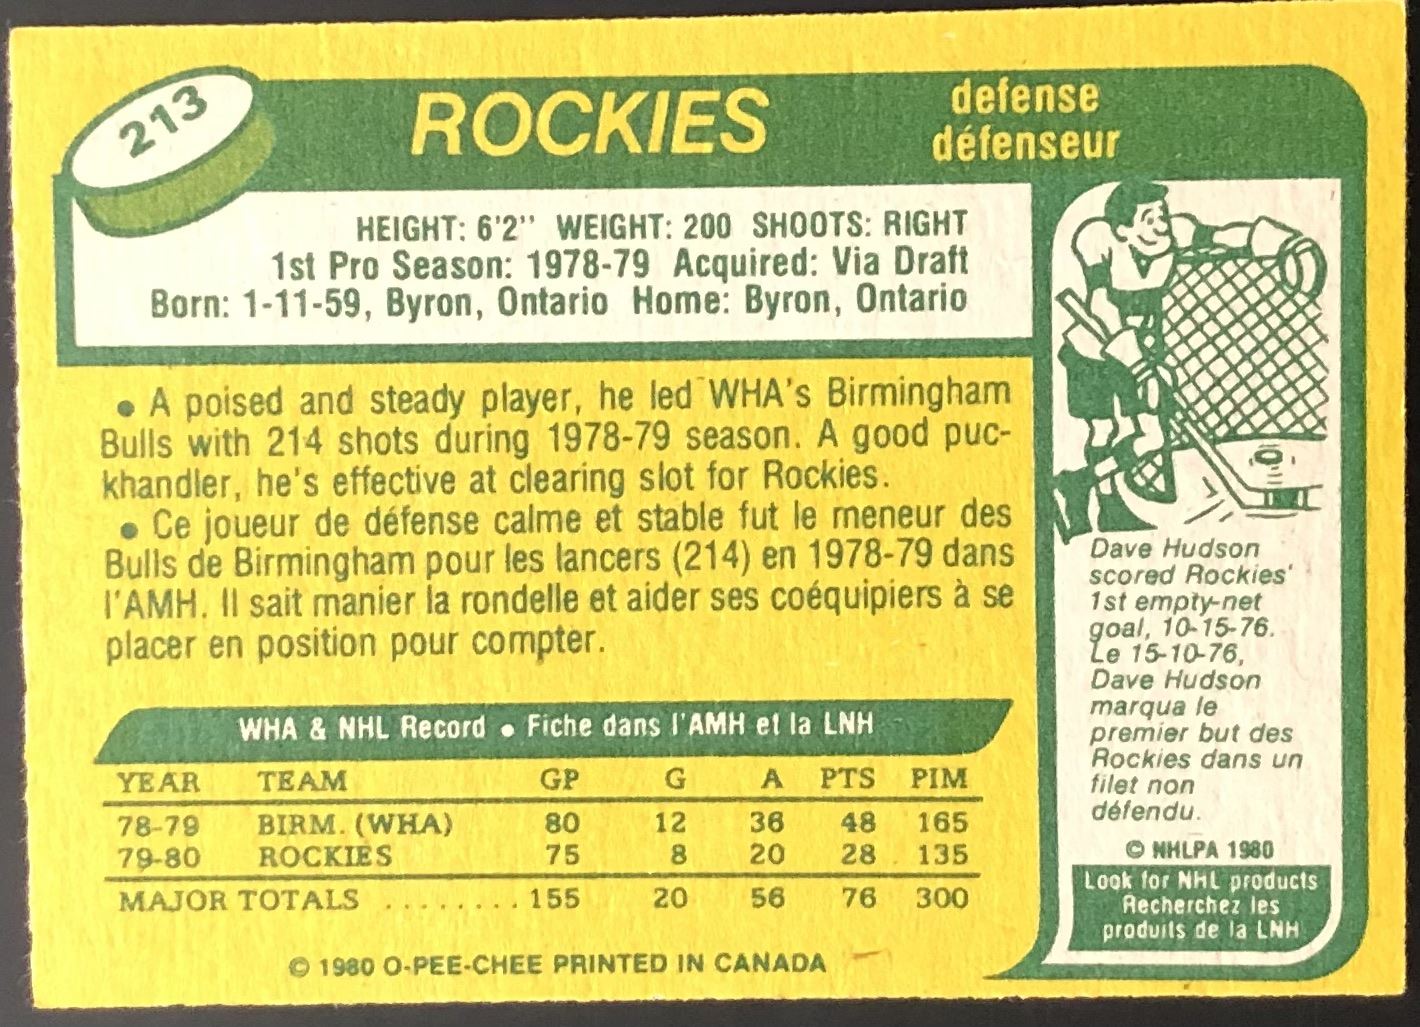 213
ROCKIES
defense
défenseur
HEIGHT: 6'2" WEIGHT: 200 SHOOTS: RIGHT
1st Pro Season: 1978-79 Acquired: Via Draft
Born: 1-11-59, Byron, Ontario Home: Byron, Ontario
• A poised and steady player, he led WHA's Birmingham
Bulls with 214 shots during 1978-79 season. A good puc-
khandler, he's effective at clearing slot for Rockies.
• Ce joueur de défense calme et stable fut le meneur des
Bulls de Birmingham pour les lancers (214) en 1978-79 dans
l'AMH. Il sait manier la rondelle et aider ses coéquipiers à se
placer en position pour compter.
WHA & NHL Record • Fiche dans l'AMH et la LNH
YEAR TEAM GP G A PTS PIM
78-79 BIRM. (WHA) 80 12 36 48 165
79-80 ROCKIES 75 8 20 28 135
MAJOR TOTALS ........ 155 20 56 76 300
© 1980 O-PEE-CHEE PRINTED IN CANADA
Dave Hudson
scored Rockies'
1st empty-net
goal, 10-15-76.
Le 15-10-76,
Dave Hudson
marqua le
premier but des
Rockies dans un
filet non
défendu.
© NHLPA 1980
Look for NHL products
Recherchez les
produits de la LNH